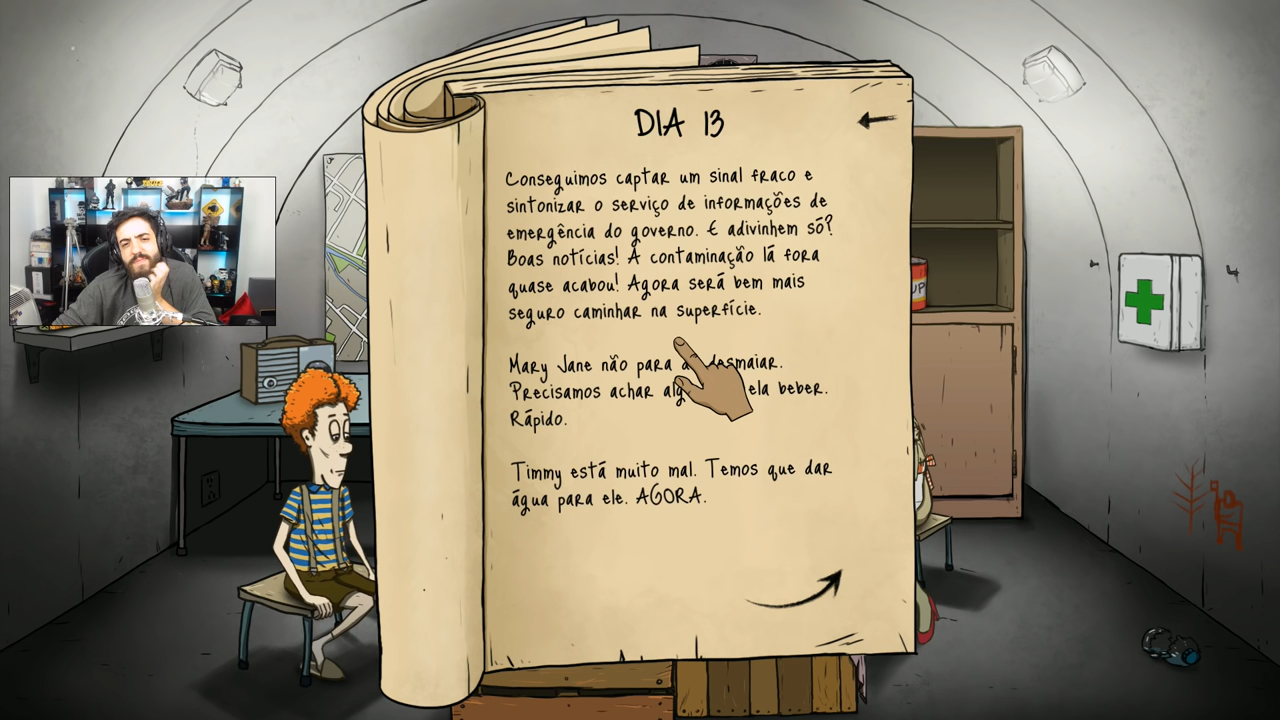 DIA 13
Conseguimos captar um sinal fraco e
sintonizar o serviço de informações de
emergência do governo. E adivinhem só?
Boas notícias! A contaminação lá fora
quase acabou! Agora será bem mais
seguro caminhar na superfície.
Mary Jane não para desmaiar.
Precisamos achar ela beber.
Rápido.
Timmy está muito mal. Temos que dar
água para ele. AGORA.
UP